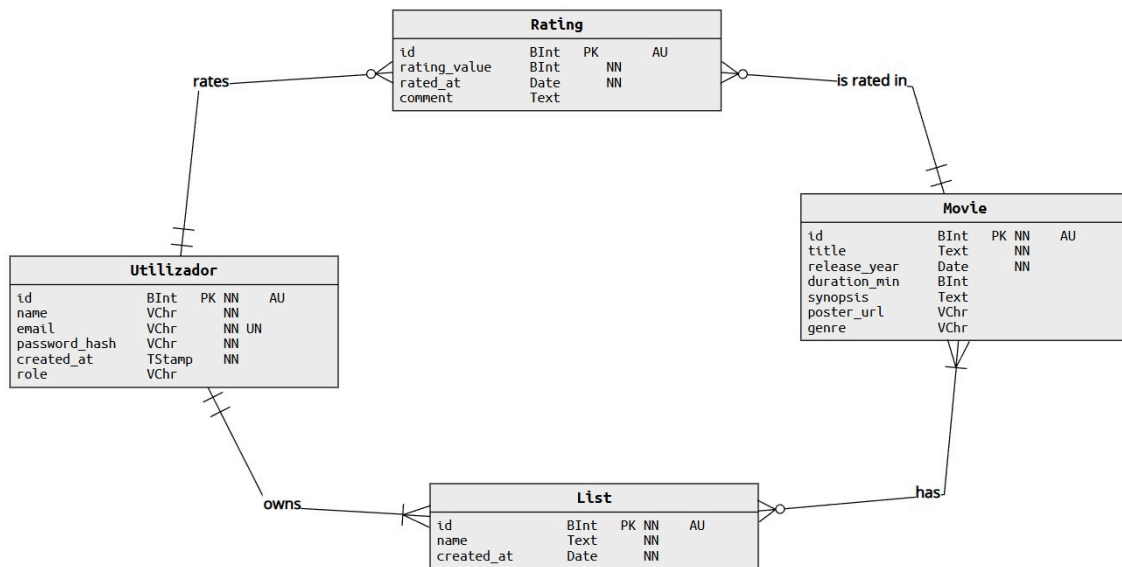 Rating
id BInt PK AU
rating_value BInt NN
rated_at Date NN
comment Text
rates
is rated in
Movie
id BInt PK NN AU
title Text NN
release_year Date NN
duration_min BInt
synopsis Text
poster_url VChr
genre VChr
Utilizador
id BInt PK NN AU
name VChr NN
email VChr NN UN
password_hash VChr NN
created_at TStamp NN
role VChr
owns
has
List
id BInt PK NN AU
name Text NN
created_at Date NN